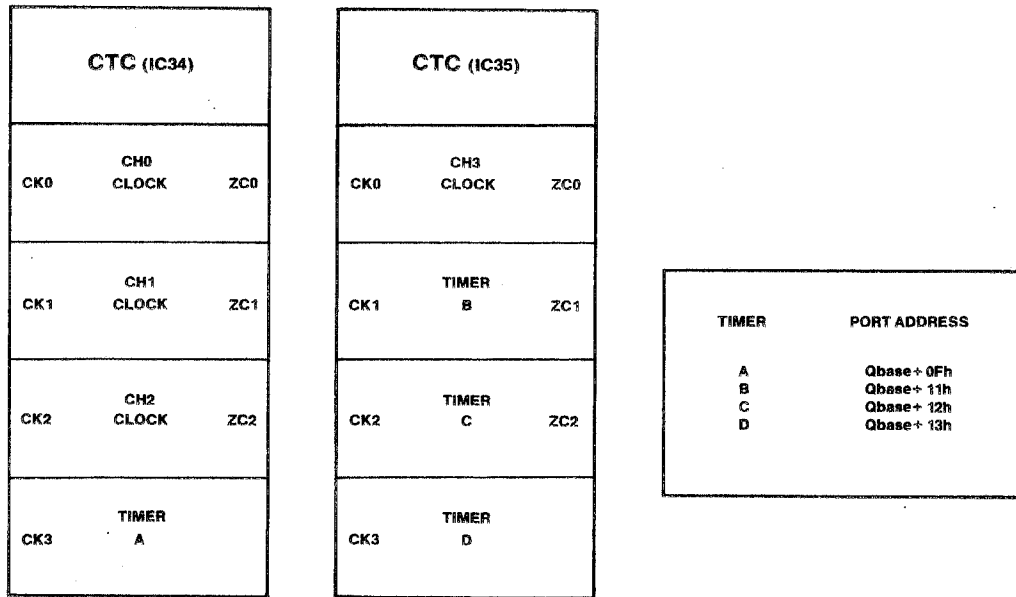 CTC (IC34)
CH0
CK0 CLOCK ZC0
CH1
CK1 CLOCK ZC1
CH2
CK2 CLOCK ZC2
TIMER
CK3 A
CTC (IC35)
CH3
CK0 CLOCK ZC0
TIMER
CK1 B ZC1
TIMER
CK2 C ZC2
TIMER
CK3 D
TIMER PORT ADDRESS
A Qbase+ 0Fh
B Qbase+ 11h
C Qbase+ 12h
D Qbase+ 13h